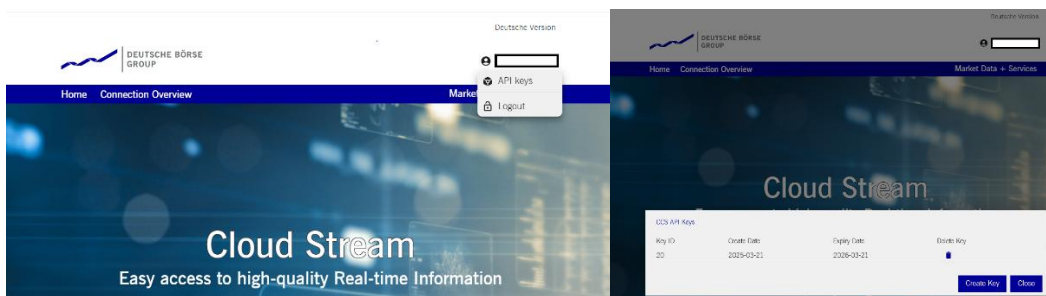 Deutsche Version
DEUTSCHE BÖRSE
GROUP
API keys
Logout
Home Connection Overview Market
Cloud Stream
Easy access to high-quality Real-time Information
Deutsche Version
DEUTSCHE BÖRSE
GROUP
Home Connection Overview Market Data + Services
Cloud Stream
CCS API Keys
Key ID Create Date Expiry Date Delete Key
20 2025-03-21 2026-03-21
Create Key Close